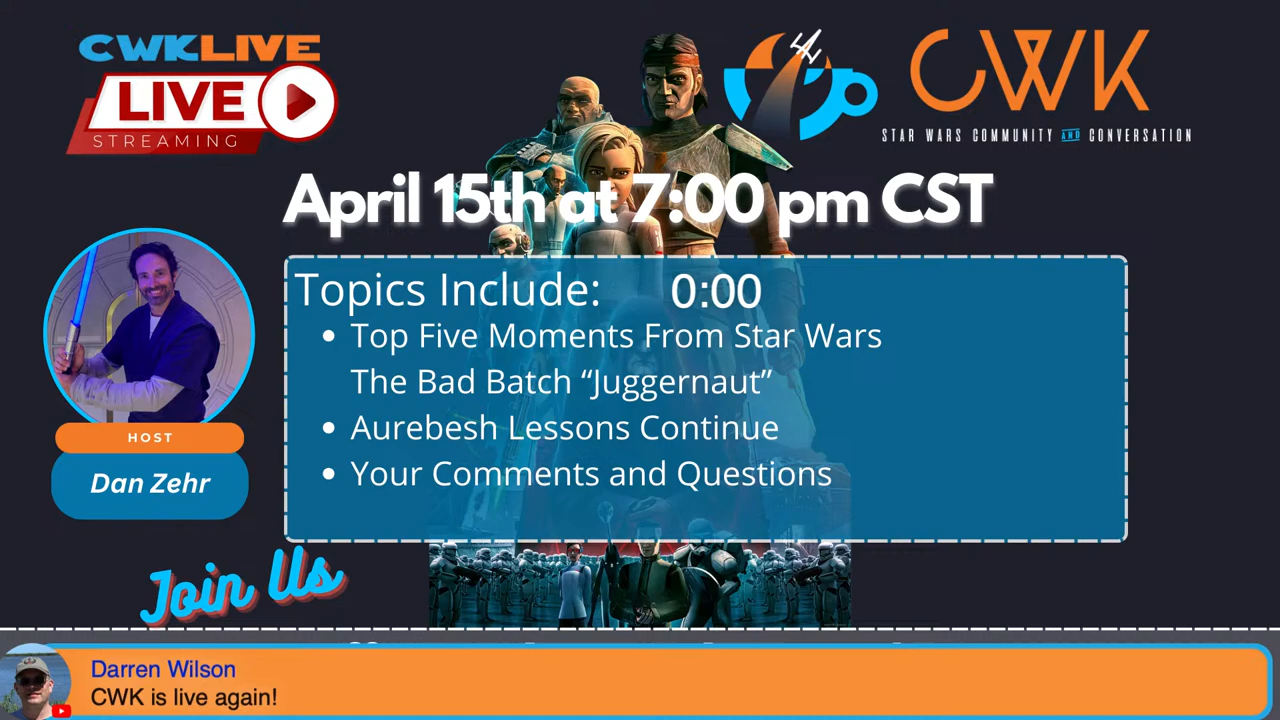 CWKLIVE
LIVE
STREAMING
CWK
STAR WARS COMMUNITY AND CONVERSATION
April 15th at 7:00 pm CST
Topics Include: 0:00
• Top Five Moments From Star Wars
The Bad Batch “Juggernaut”
• Aurebesh Lessons Continue
• Your Comments and Questions
HOST
Dan Zehr
Join Us
Darren Wilson
CWK is live again!